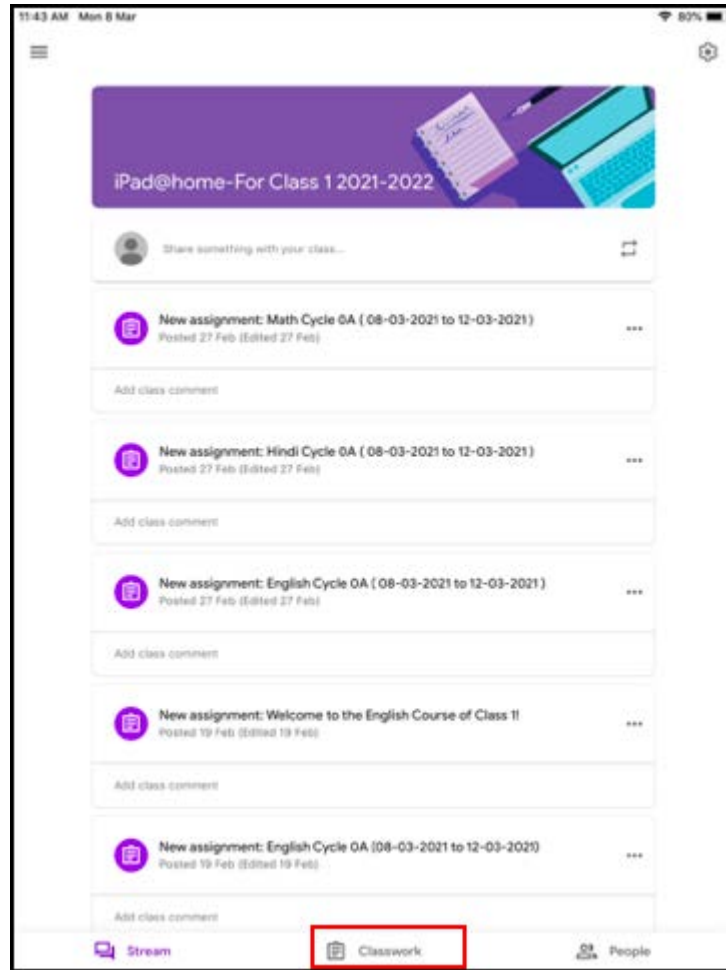 11:43 AM Mon 8 Mar 80%
iPad@home-For Class 1 2021-2022
Share something with your class...
New assignment: Math Cycle 0A ( 08-03-2021 to 12-03-2021 )
Posted 27 Feb (Edited 27 Feb)
Add class comment
New assignment: Hindi Cycle 0A ( 08-03-2021 to 12-03-2021 )
Posted 27 Feb (Edited 27 Feb)
Add class comment
New assignment: English Cycle 0A ( 08-03-2021 to 12-03-2021 )
Posted 27 Feb (Edited 27 Feb)
Add class comment
New assignment: Welcome to the English Course of Class 1!
Posted 19 Feb (Edited 19 Feb)
Add class comment
New assignment: English Cycle 0A (08-03-2021 to 12-03-2021)
Posted 19 Feb (Edited 19 Feb)
Add class comment
Stream Classwork People